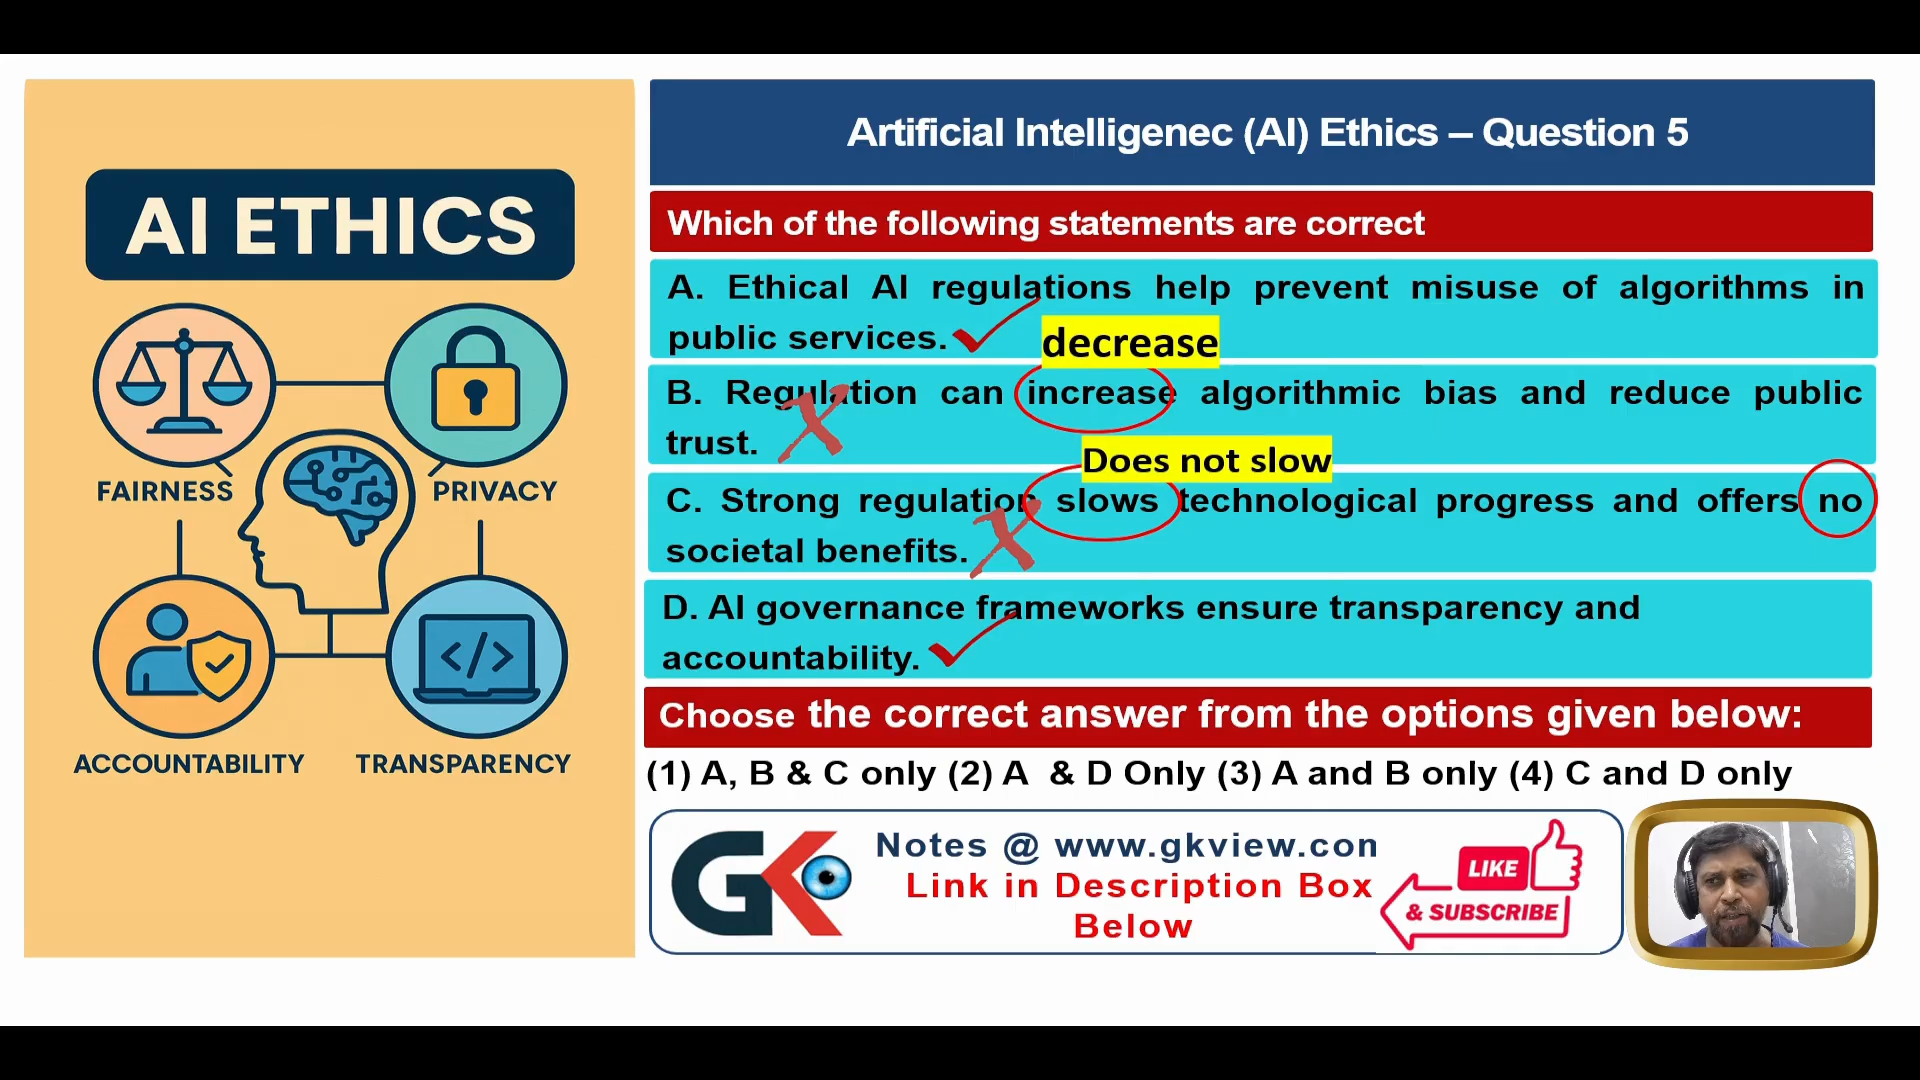 AI ETHICS
FAIRNESS
PRIVACY
</>
ACCOUNTABILITY
TRANSPARENCY
Artificial Intelligenec (AI) Ethics – Question 5
Which of the following statements are correct
A. Ethical AI regulations help prevent misuse of algorithms in
public services.
decrease
B. Regulation can increase algorithmic bias and reduce public
trust.
Does not slow
C. Strong regulation slows technological progress and offers no
societal benefits.
D. AI governance frameworks ensure transparency and
accountability.
Choose the correct answer from the options given below:
(1) A, B & C only (2) A & D Only (3) A and B only (4) C and D only
GK
Notes @ www.gkview.con
Link in Description Box
Below
LIKE
& SUBSCRIBE